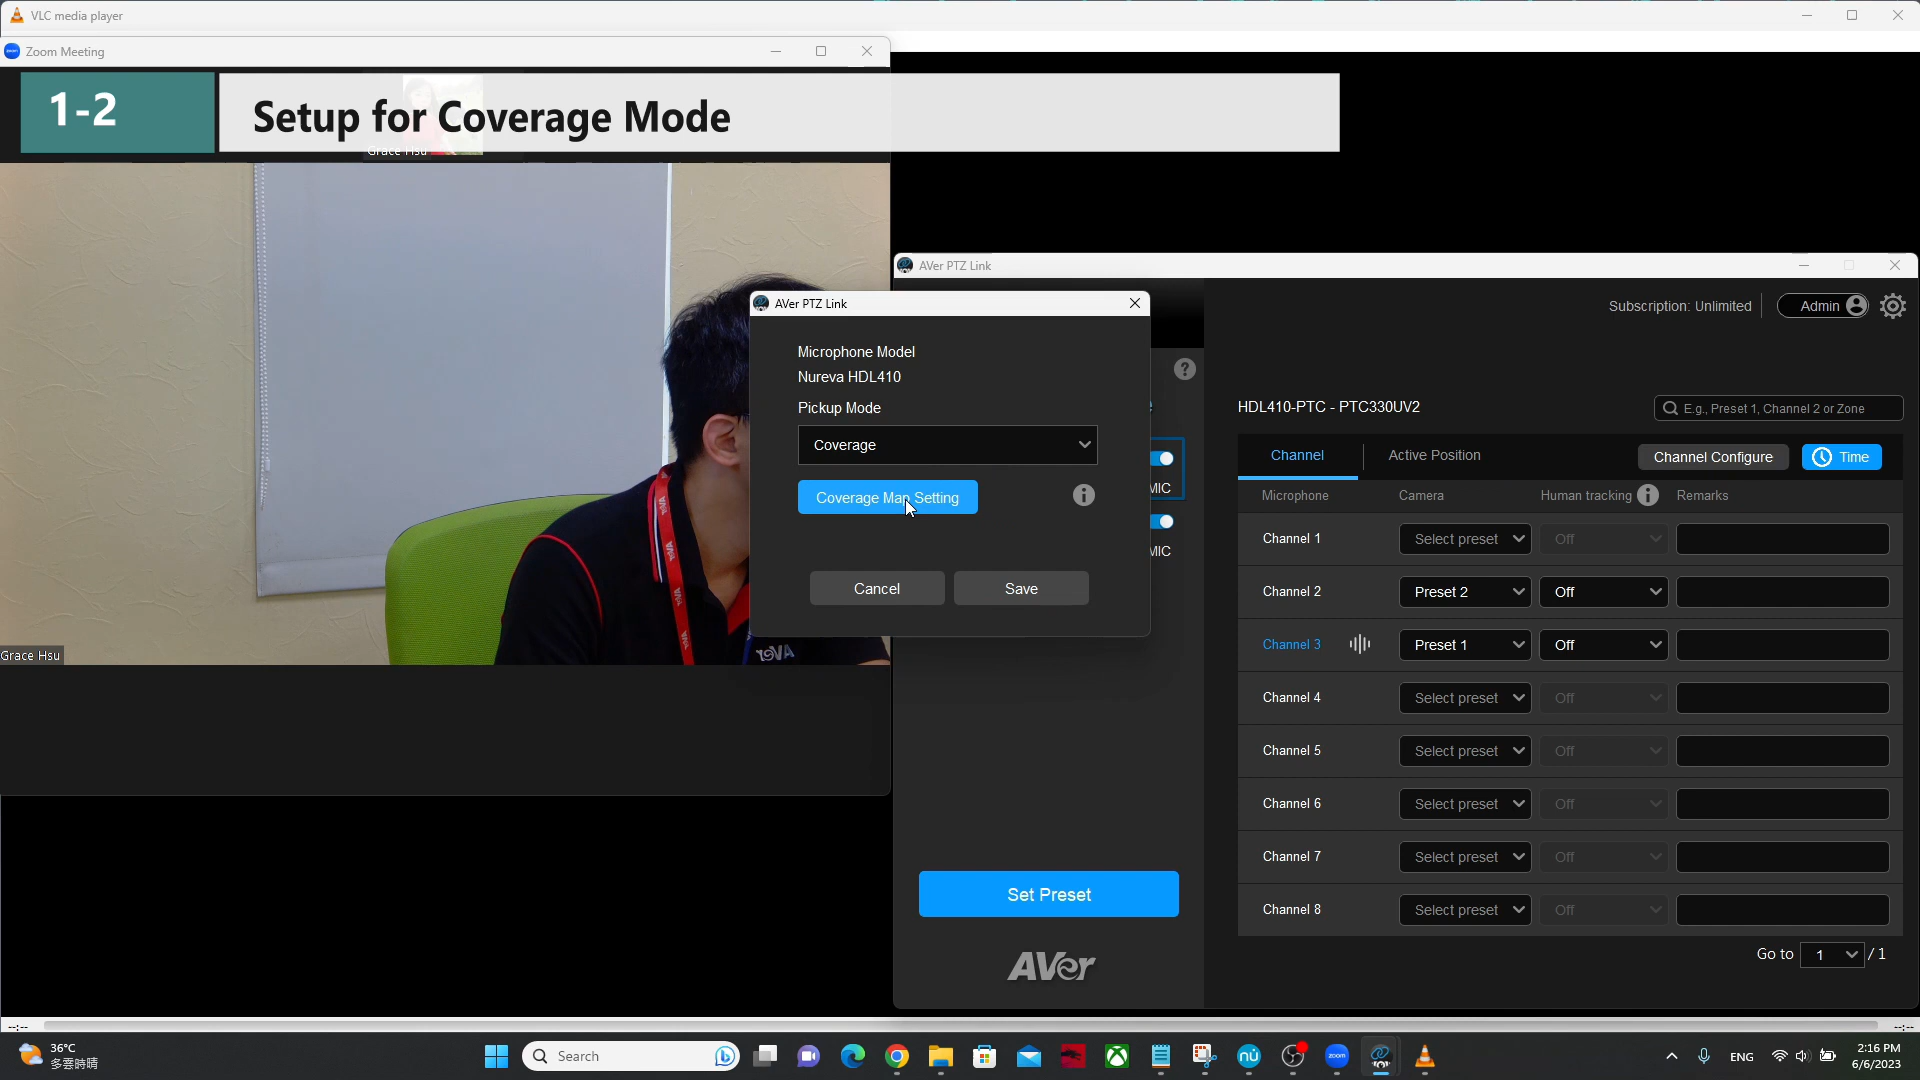 VLC media player
Zoom Meeting
1-2
Setup for Coverage Mode
Grace Hsu
AVer
Grace Hsu
AVer PTZ Link
Subscription: Unlimited
Admin
AVer PTZ Link
Microphone Model
Nureva HDL410
Pickup Mode
Coverage
Coverage Map Setting
Cancel
Save
?
MIC
MIC
Set Preset
AVer
HDL410-PTC - PTC330UV2
E.g., Preset 1, Channel 2 or Zone
Channel
Active Position
Channel Configure
Time
Microphone
Camera
Human tracking
Remarks
Channel 1
Select preset
Off
Channel 2
Preset 2
Off
Channel 3
Preset 1
Off
Channel 4
Select preset
Off
Channel 5
Select preset
Off
Channel 6
Select preset
Off
Channel 7
Select preset
Off
Channel 8
Select preset
Off
Go to
1
/ 1
--:--
--:--
36°C
多雲時晴
Search
zoom
ENG
2:16 PM
6/6/2023